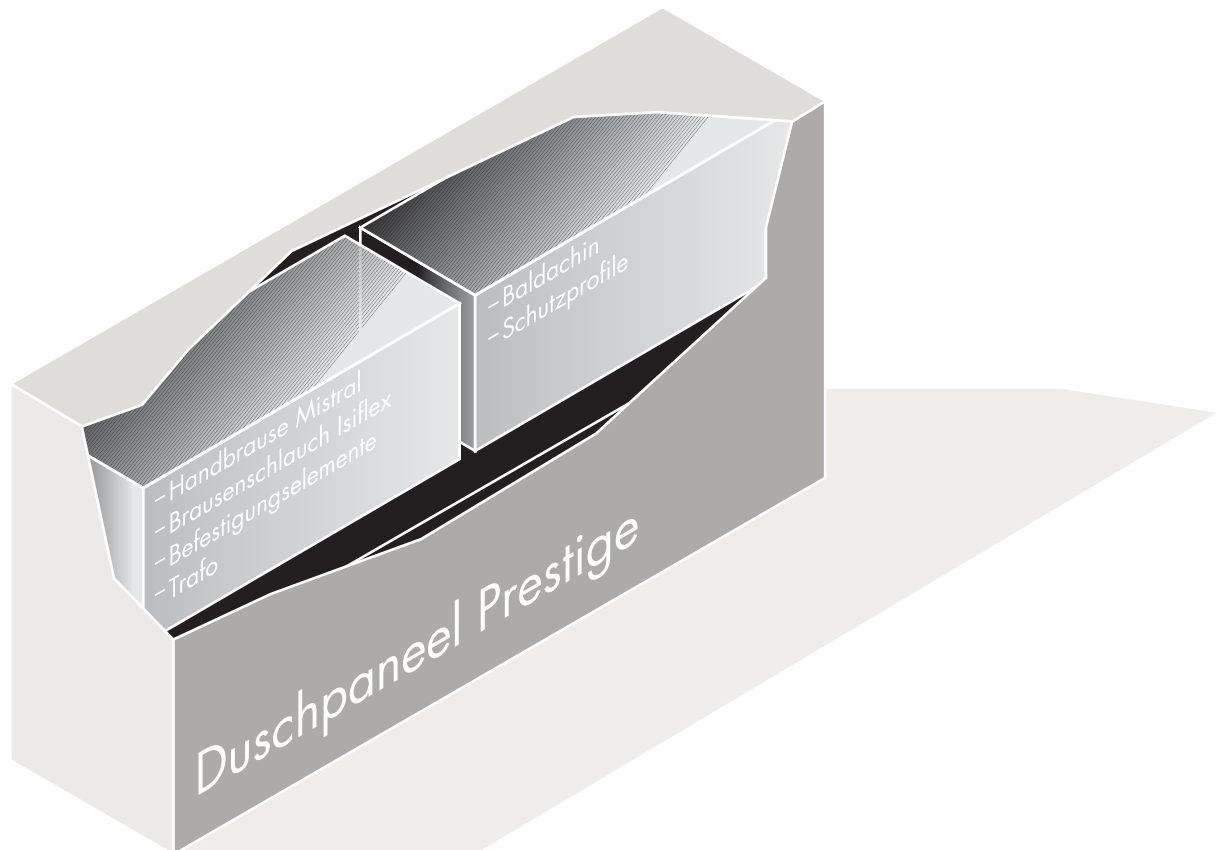 – Baldachin
– Schutzprofile
– Handbrause Mistral
– Brausenschlauch Isiflex
– Befestigungselemente
– Trafo
Duschpaneel Prestige